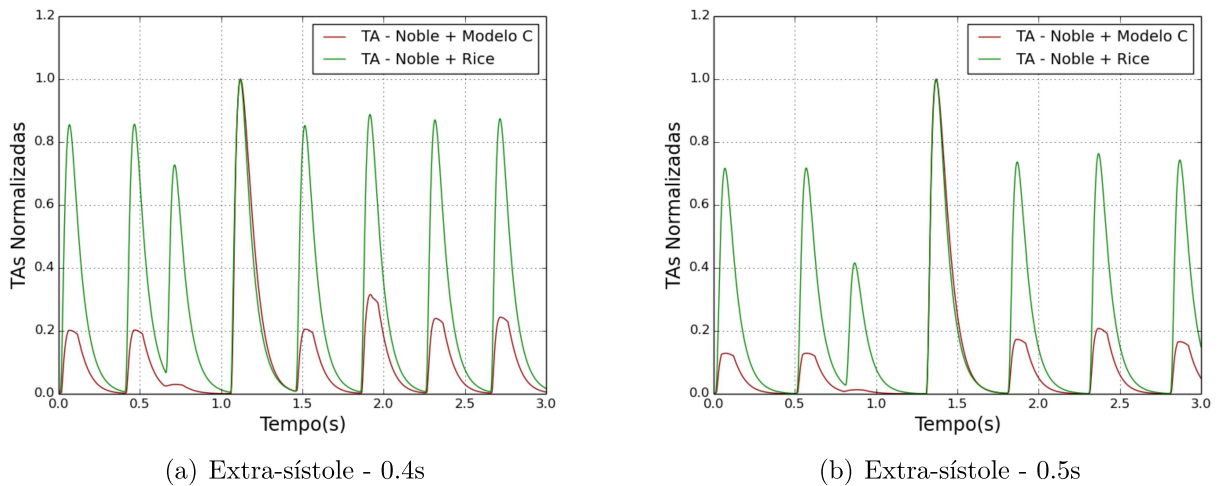 TAs Normalizadas
1.2
1.0
0.8
0.6
0.4
0.2
0.0
TA - Noble + Modelo C
TA - Noble + Rice
0.0 0.5 1.0 1.5 2.0 2.5 3.0
Tempo(s)
(a) Extra-sístole - 0.4s
TAs Normalizadas
1.2
1.0
0.8
0.6
0.4
0.2
0.0
TA - Noble + Modelo C
TA - Noble + Rice
0.0 0.5 1.0 1.5 2.0 2.5 3.0
Tempo(s)
(b) Extra-sístole - 0.5s